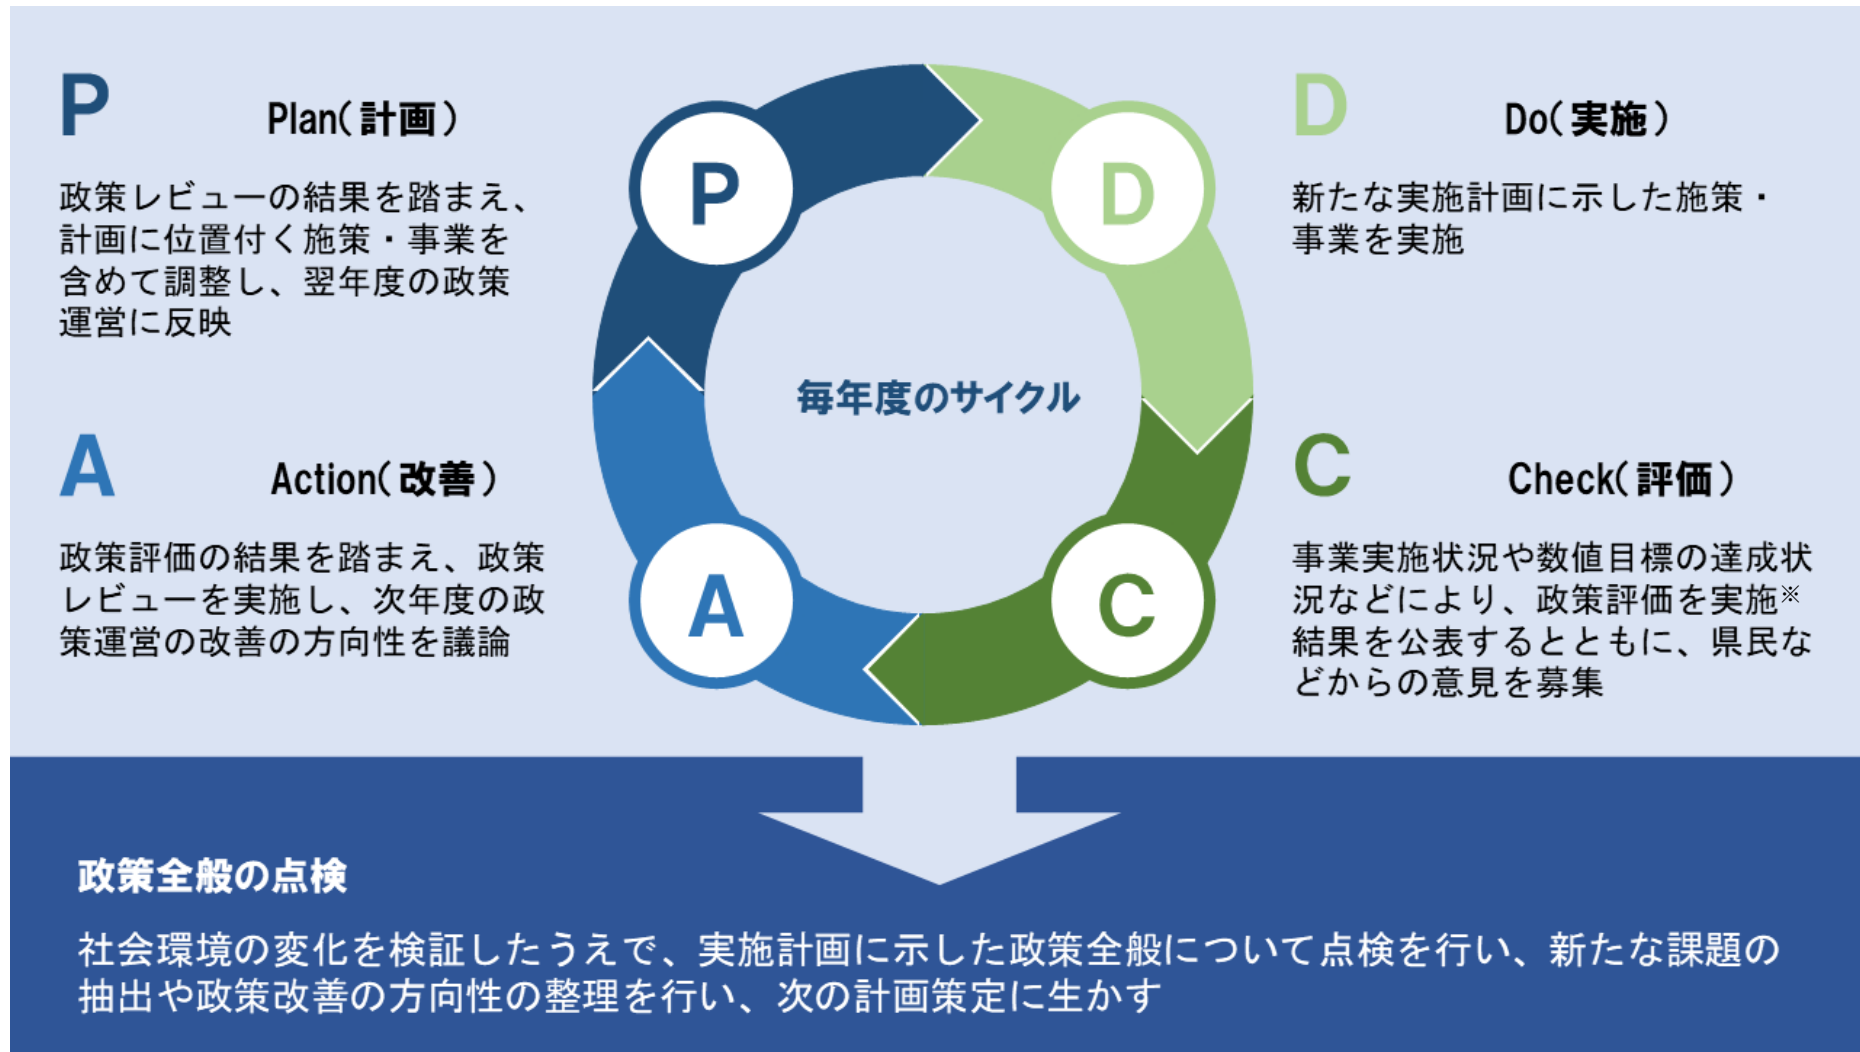 P
Plan(計画)
政策レビューの結果を踏まえ、
計画に位置付く施策・事業を
含めて調整し、翌年度の政策
運営に反映
D
Do(実施)
新たな実施計画に示した施策・
事業を実施
P
D
毎年度のサイクル
A
C
A
Action(改善)
政策評価の結果を踏まえ、政策
レビューを実施し、次年度の政
策運営の改善の方向性を議論
C
Check(評価)
事業実施状況や数値目標の達成状
況などにより、政策評価を実施※
結果を公表するとともに、県民な
どからの意見を募集
政策全般の点検
社会環境の変化を検証したうえで、実施計画に示した政策全般について点検を行い、新たな課題の
抽出や政策改善の方向性の整理を行い、次の計画策定に生かす